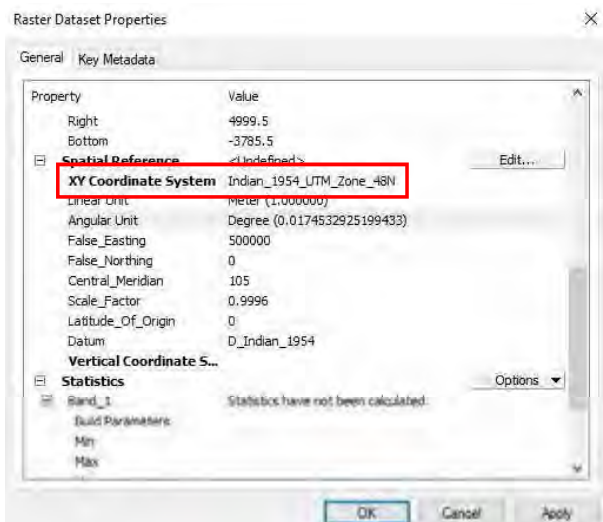 Raster Dataset Properties
General Key Metadata
Property Value
Right 4999.5
Bottom -3785.5
Spatial Reference <Undefined> Edit...
XY Coordinate System Indian_1954_UTM_Zone_48N
Linear Unit Meter (1.000000)
Angular Unit Degree (0.0174532925199433)
False_Easting 500000
False_Northing 0
Central_Meridian 105
Scale_Factor 0.9996
Latitude_Of_Origin 0
Datum D_Indian_1954
Vertical Coordinate S...
Statistics Options
Band_1 Statistics have not been calculated.
Build Parameters
Min
Max
OK Cancel Apply